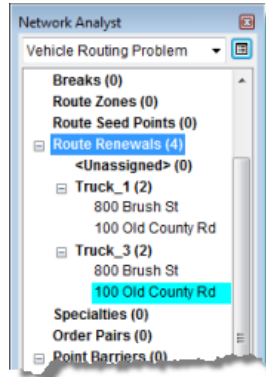 Network Analyst
Vehicle Routing Problem
Breaks (0)
Route Zones (0)
Route Seed Points (0)
Route Renewals (4)
<Unassigned> (0)
Truck_1 (2)
800 Brush St
100 Old County Rd
Truck_3 (2)
800 Brush St
100 Old County Rd
Specialties (0)
Order Pairs (0)
Point Barriers (0)